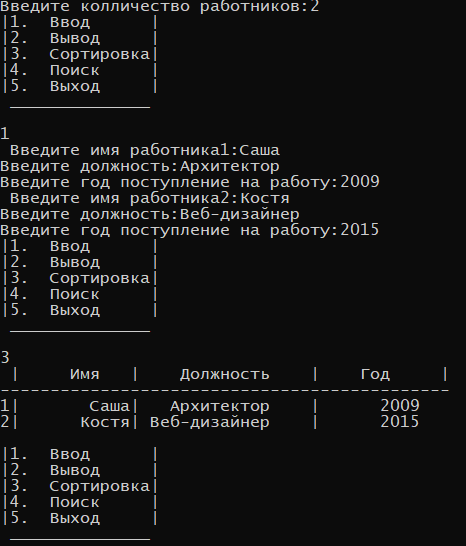 Введите колличество работников:2
|1.  Ввод      |
|2.  Вывод     |
|3.  Сортировка|
|4.  Поиск     |
|5.  Выход     |
 ______________
1
 Введите имя работника1:Саша
Введите должность:Архитектор
Введите год поступление на работу:2009
 Введите имя работника2:Костя
Введите должность:Веб-дизайнер
Введите год поступление на работу:2015
|1.  Ввод      |
|2.  Вывод     |
|3.  Сортировка|
|4.  Поиск     |
|5.  Выход     |
 ______________
3
 |     Имя   |    Должность    |    Год     |
---------------------------------------------
1|       Саша|   Архитектор    |      2009
2|      Костя| Веб-дизайнер    |      2015
|1.  Ввод      |
|2.  Вывод     |
|3.  Сортировка|
|4.  Поиск     |
|5.  Выход     |
 ______________